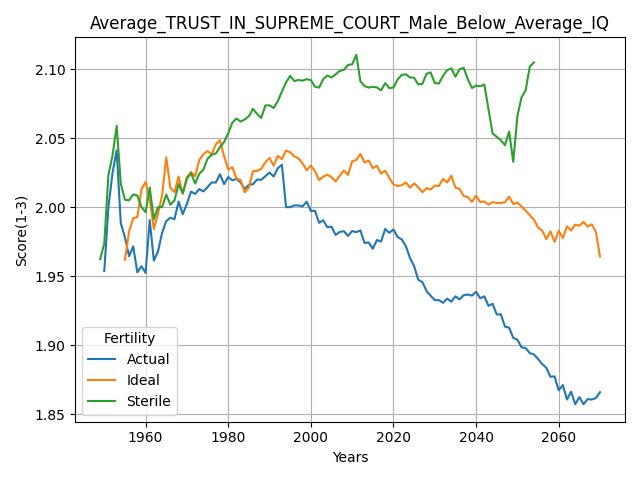 Average_TRUST_IN_SUPREME_COURT_Male_Below_Average_IQ
Score(1-3)
2.10
2.05
2.00
1.95
1.90
1.85
Fertility
Actual
Ideal
Sterile
1960 1980 2000 2020 2040 2060
Years